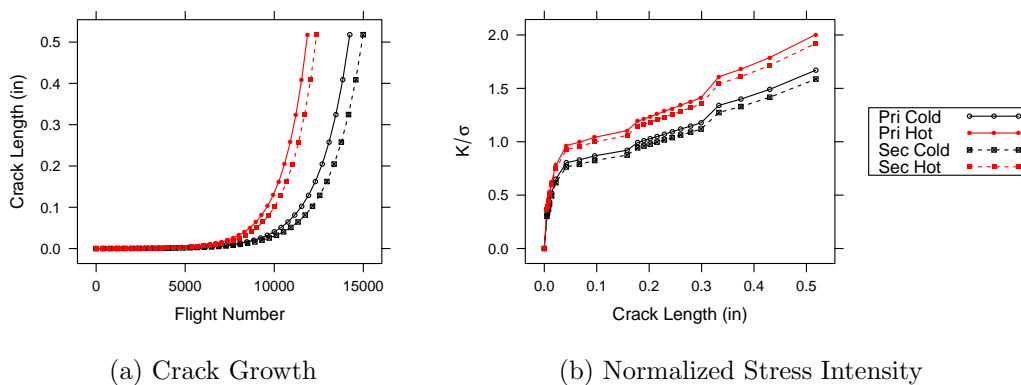 0.5
0.4
0.3
0.2
0.1
0.0
Crack Length (in)
0 5000 10000 15000
Flight Number
(a) Crack Growth
2.0
1.5
1.0
0.5
0.0
K/σ
0.0 0.1 0.2 0.3 0.4 0.5
Crack Length (in)
(b) Normalized Stress Intensity
Pri Cold
Pri Hot
Sec Cold
Sec Hot